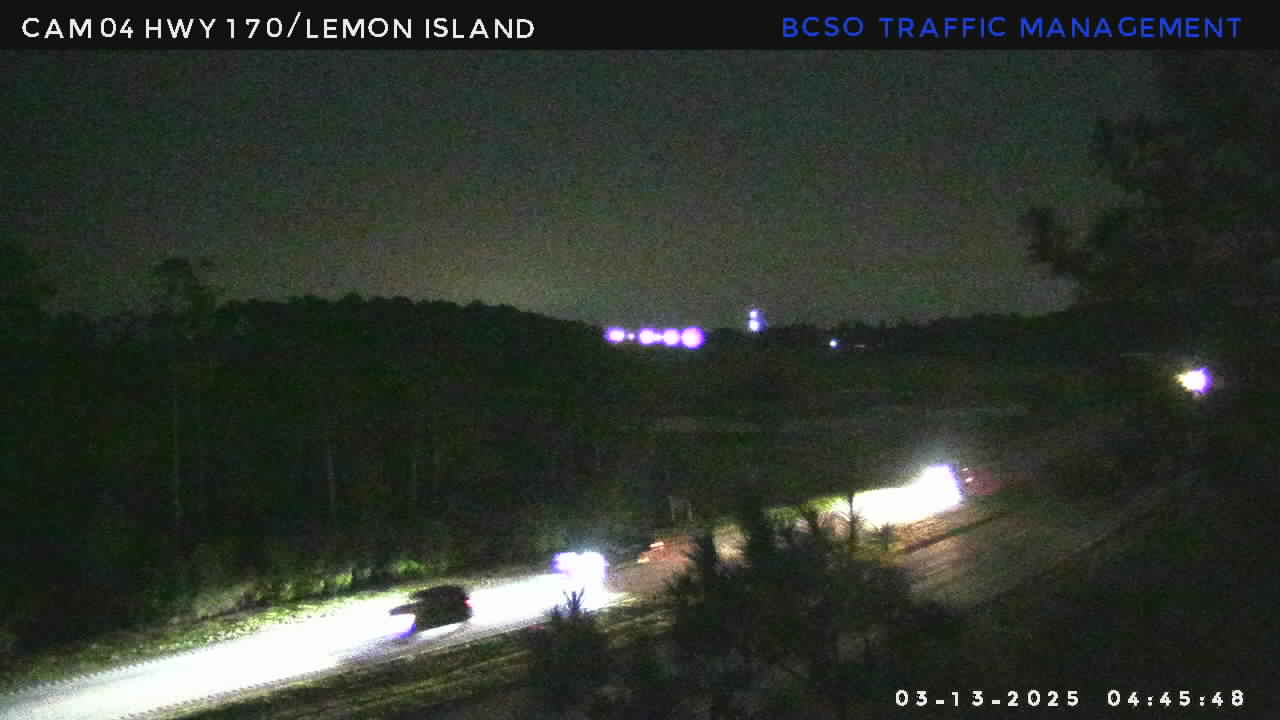 CAM04 HWY 170/LEMON ISLAND
BCSO TRAFFIC MANAGEMENT
03-13-2025 04:45:48